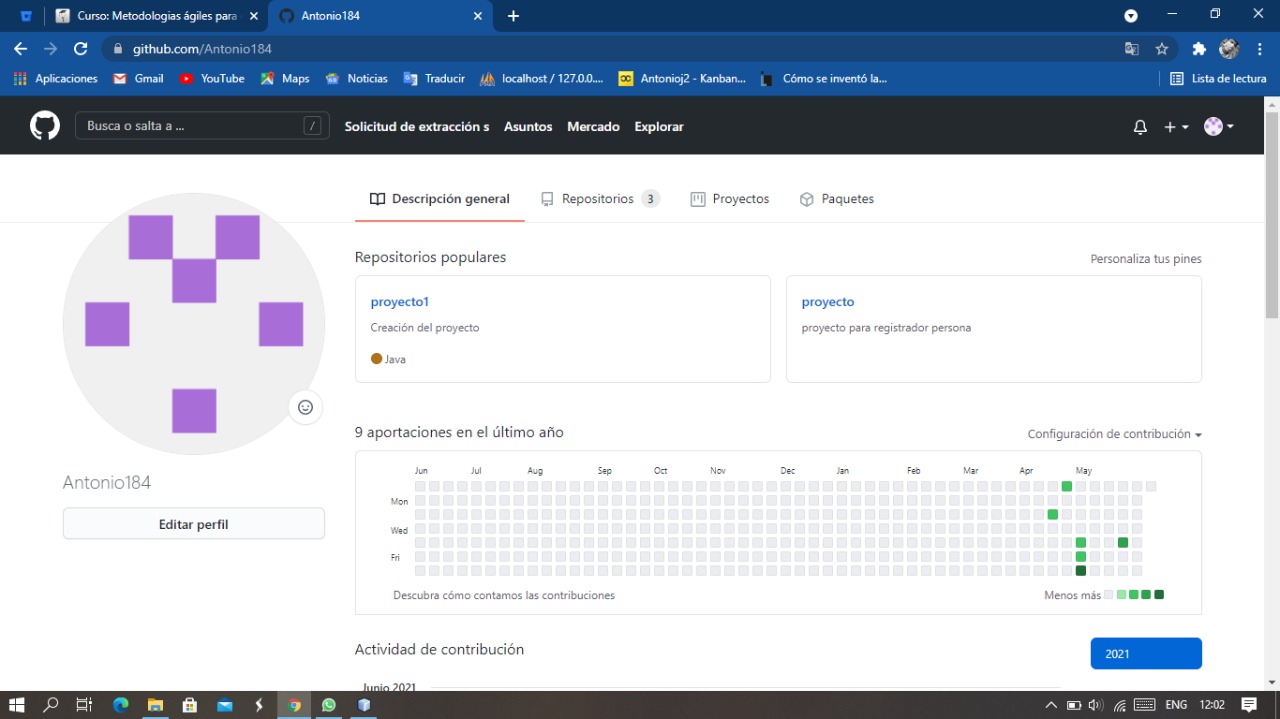 Curso: Metodologias ágiles para
Antonio184
github.com/Antonio184
Aplicaciones Gmail YouTube Maps Noticias Traducir localhost / 127.0.0.... Antonioj2 - Kanban... Cómo se inventó la... Lista de lectura
Busca o salta a ... / Solicitud de extracción s Asuntos Mercado Explorar
Descripción general Repositorios 3 Proyectos Paquetes
Repositorios populares Personaliza tus pines
proyecto1
Creación del proyecto
Java
proyecto
proyecto para registrador persona
Antonio184
Editar perfil
9 aportaciones en el último año Configuración de contribución
Jun Jul Aug Sep Oct Nov Dec Jan Feb Mar Apr May
Mon
Wed
Fri
Descubra cómo contamos las contribuciones Menos más
Actividad de contribución 2021
Junio 2021
ENG 12:02